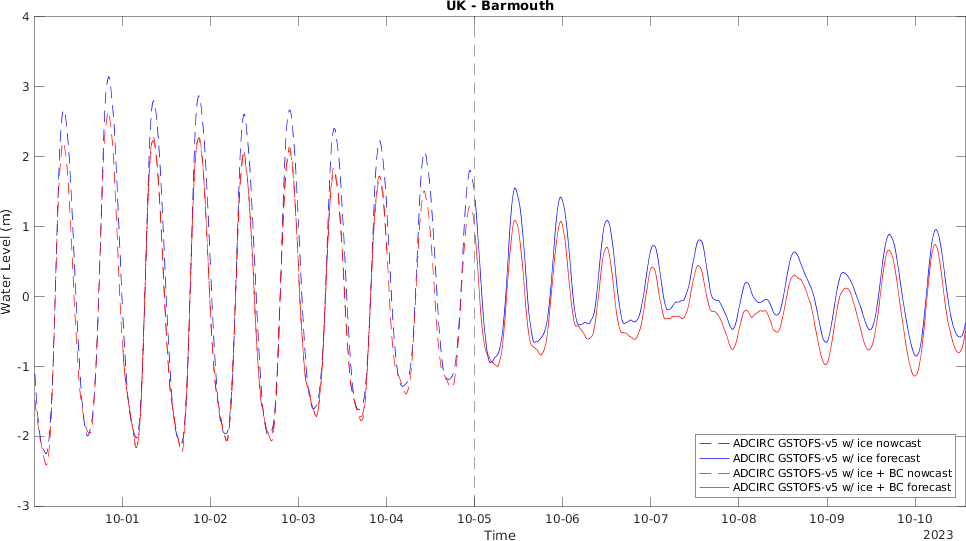 UK - Barmouth
4
3
2
1
0
-1
-2
-3
Water Level (m)
10-01 10-02 10-03 10-04 10-05 10-06 10-07 10-08 10-09 10-10
Time
2023
ADCIRC GSTOFS-v5 w/ ice nowcast
ADCIRC GSTOFS-v5 w/ ice forecast
ADCIRC GSTOFS-v5 w/ ice + BC nowcast
ADCIRC GSTOFS-v5 w/ ice + BC forecast